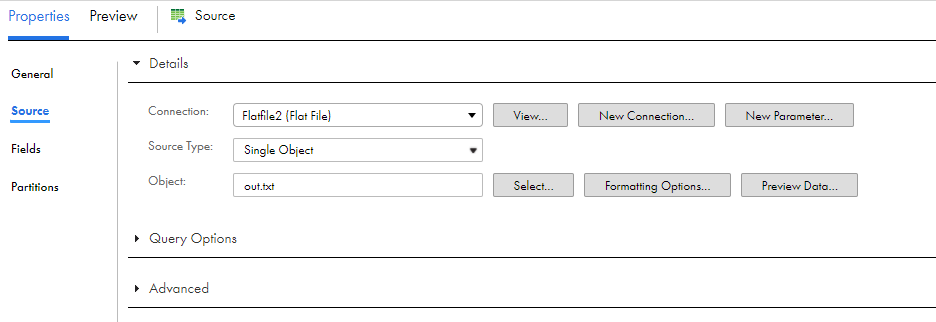 Properties Preview Source
General
Source
Fields
Partitions
Details
Connection: Flatfile2 (Flat File) View... New Connection... New Parameter...
Source Type: Single Object
Object: out.txt Select... Formatting Options... Preview Data...
Query Options
Advanced